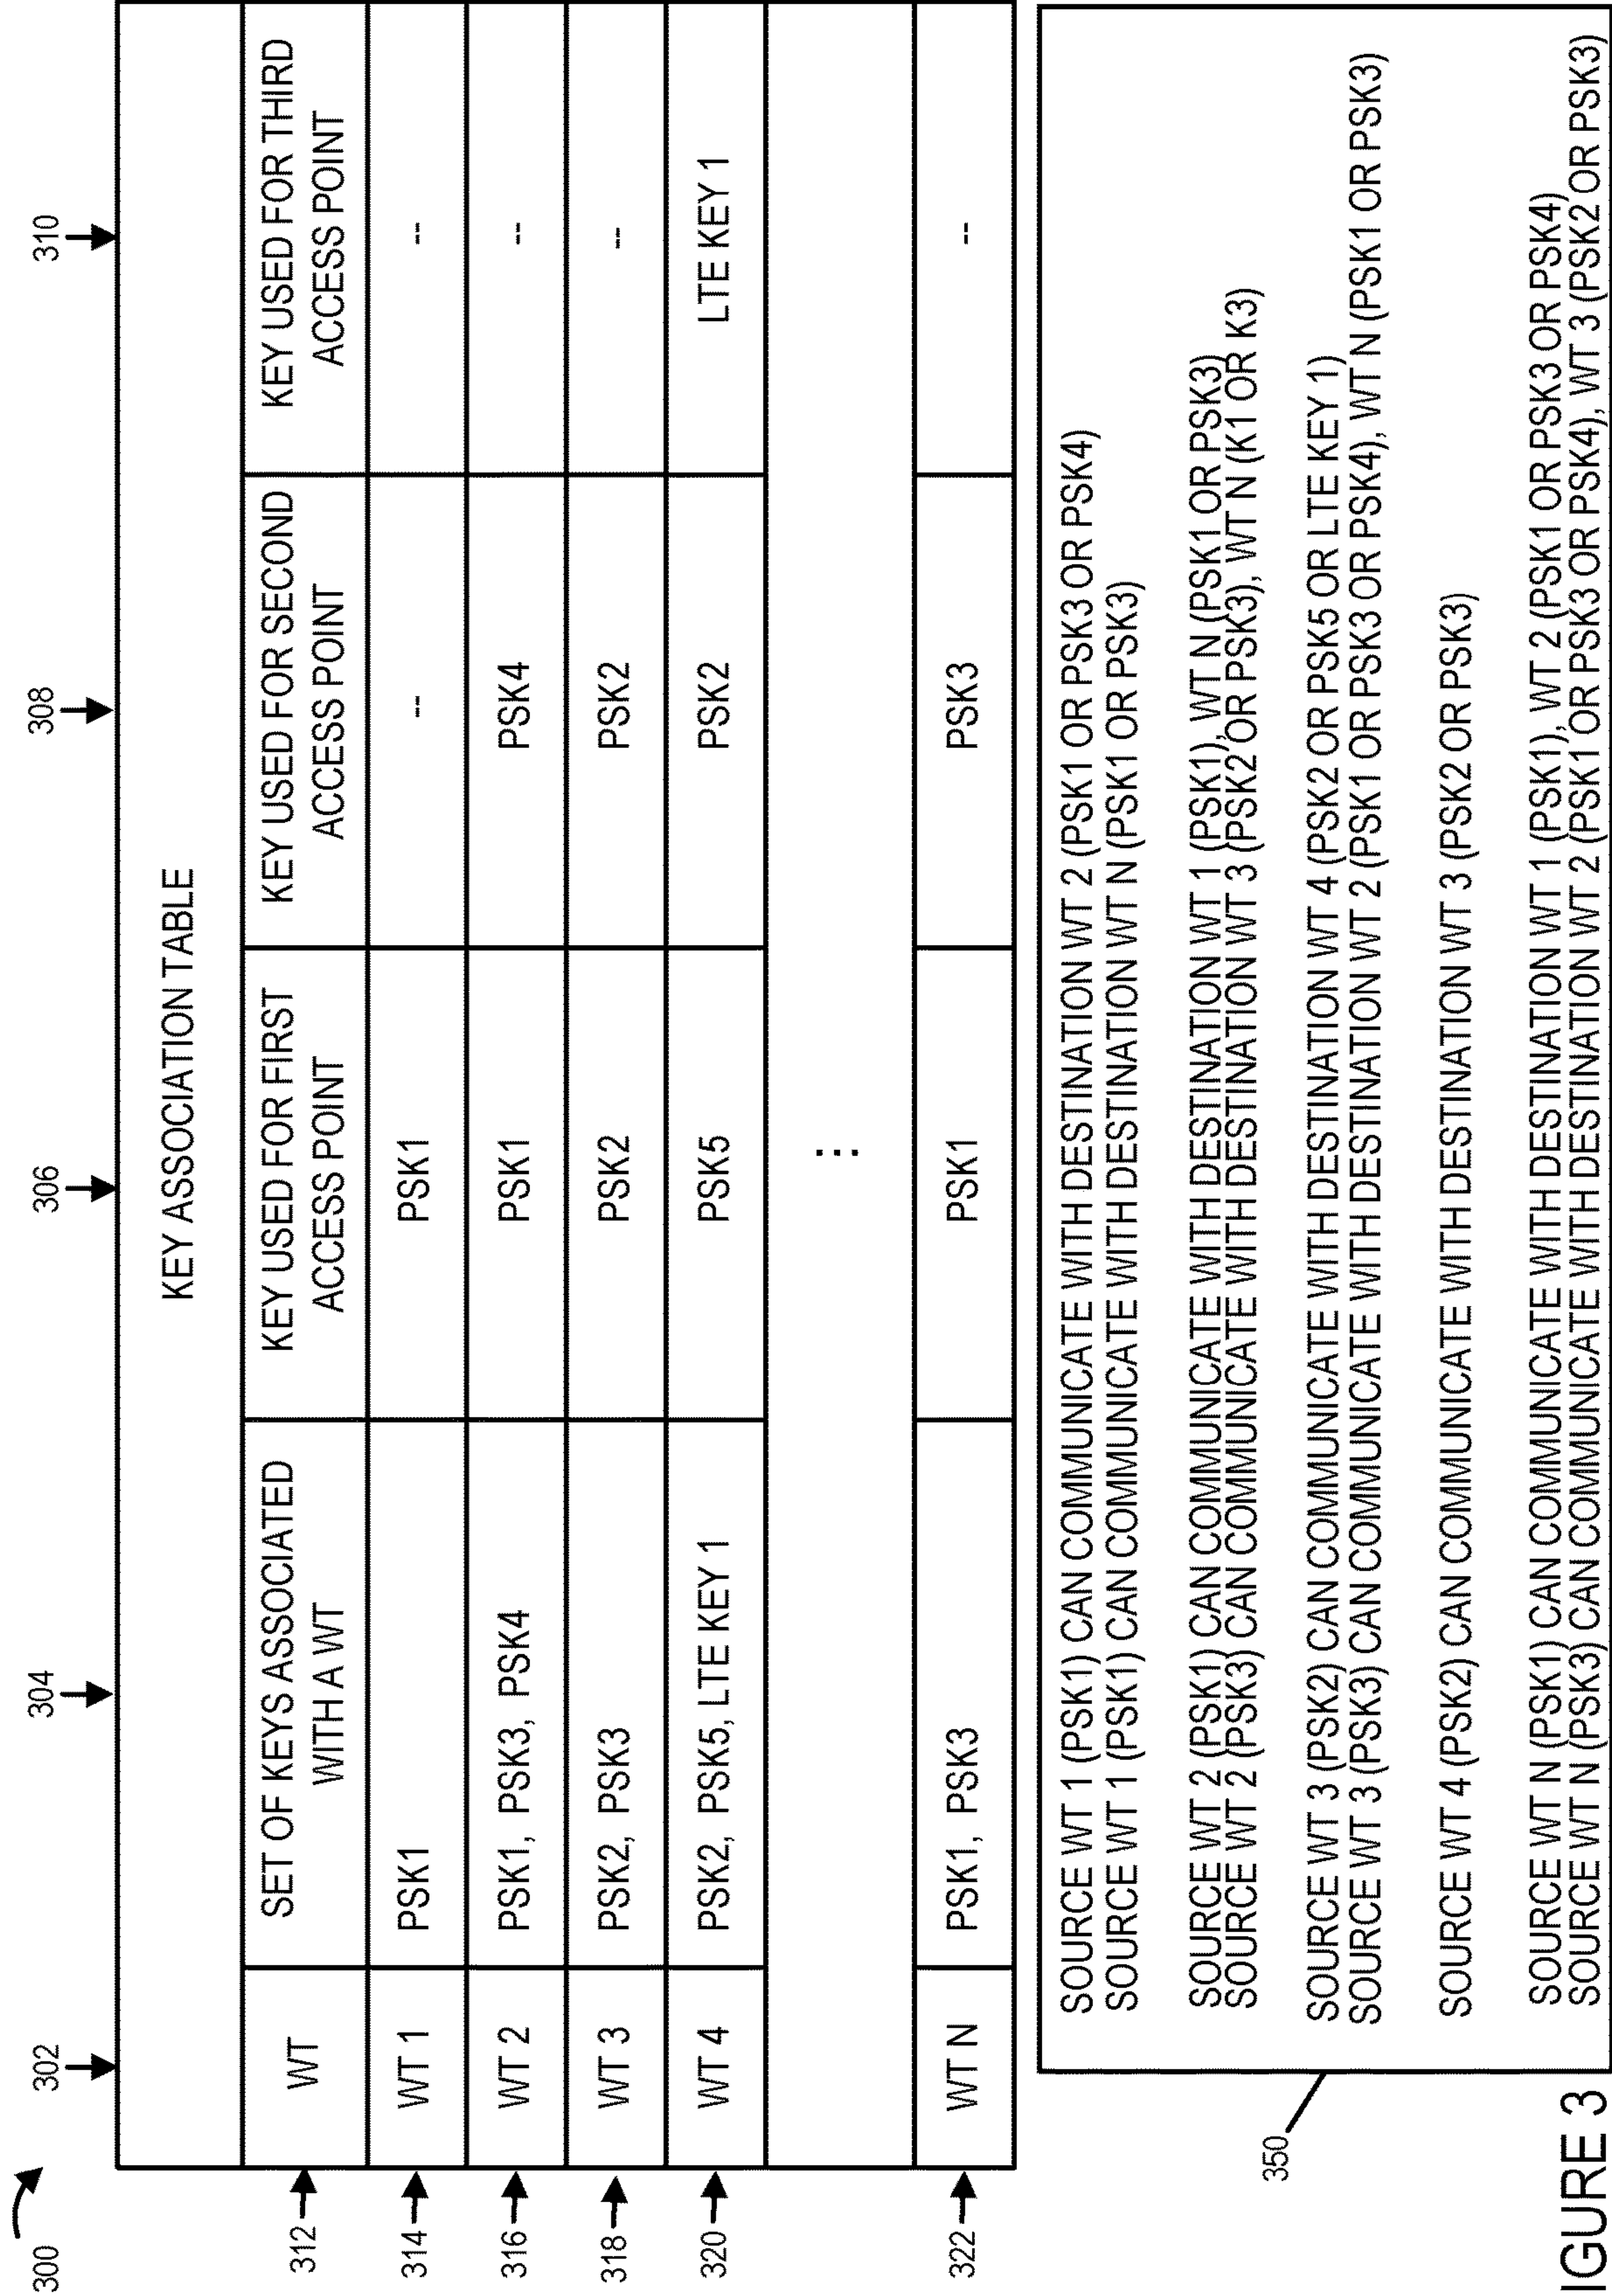 300
302
304
306
308
310
KEY ASSOCIATION TABLE
312
WT
SET OF KEYS ASSOCIATED
WITH A WT
KEY USED FOR FIRST
ACCESS POINT
KEY USED FOR SECOND
ACCESS POINT
KEY USED FOR THIRD
ACCESS POINT
314
WT 1
PSK1
PSK1
--
--
316
WT 2
PSK1, PSK3, PSK4
PSK1
PSK4
--
318
WT 3
PSK2, PSK3
PSK2
PSK2
--
320
WT 4
PSK2, PSK5, LTE KEY 1
PSK5
PSK2
LTE KEY 1
...
322
WT N
PSK1, PSK3
PSK1
PSK3
--
350
SOURCE WT 1 (PSK1) CAN COMMUNICATE WITH DESTINATION WT 2 (PSK1 OR PSK3 OR PSK4)
SOURCE WT 1 (PSK1) CAN COMMUNICATE WITH DESTINATION WT N (PSK1 OR PSK3)
SOURCE WT 2 (PSK1) CAN COMMUNICATE WITH DESTINATION WT 1 (PSK1), WT N (PSK1 OR PSK3)
SOURCE WT 2 (PSK3) CAN COMMUNICATE WITH DESTINATION WT 3 (PSK2 OR PSK3), WT N (K1 OR K3)
SOURCE WT 3 (PSK2) CAN COMMUNICATE WITH DESTINATION WT 4 (PSK2 OR PSK5 OR LTE KEY 1)
SOURCE WT 3 (PSK3) CAN COMMUNICATE WITH DESTINATION WT 2 (PSK1 OR PSK3 OR PSK4), WT N (PSK1 OR PSK3)
SOURCE WT 4 (PSK2) CAN COMMUNICATE WITH DESTINATION WT 3 (PSK2 OR PSK3)
SOURCE WT N (PSK1) CAN COMMUNICATE WITH DESTINATION WT 1 (PSK1), WT 2 (PSK1 OR PSK3 OR PSK4)
SOURCE WT N (PSK3) CAN COMMUNICATE WITH DESTINATION WT 2 (PSK1 OR PSK3 OR PSK4), WT 3 (PSK2 OR PSK3)
IGURE 3